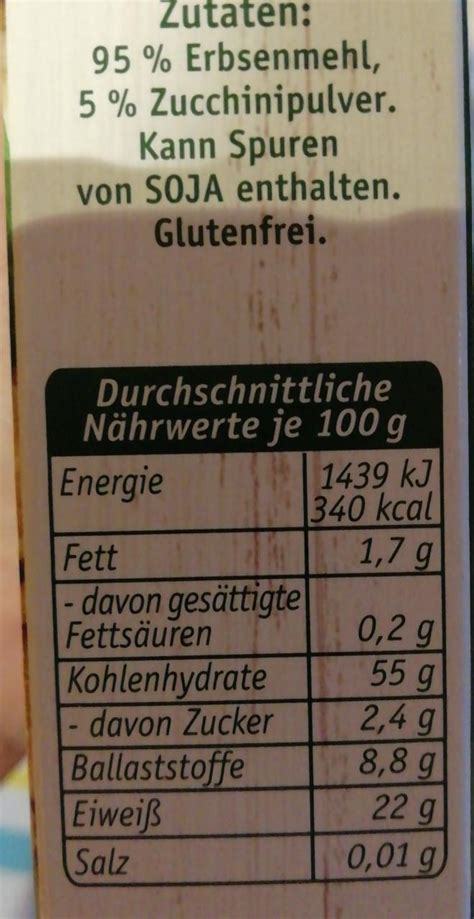 Zutaten:
95 % Erbsenmehl,
5 % Zucchinipulver.
Kann Spuren
von SOJA enthalten.
Glutenfrei.
Durchschnittliche
Nährwerte je 100 g
Energie 1439 kJ
340 kcal
Fett 1,7 g
- davon gesättigte
Fettsäuren 0,2 g
Kohlenhydrate 55 g
- davon Zucker 2,4 g
Ballaststoffe 8,8 g
Eiweiß 22 g
Salz 0,01 g